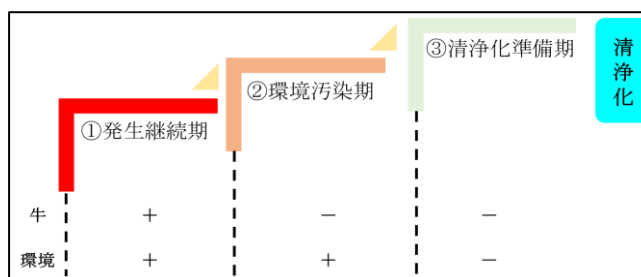 ③清浄化準備期
清浄化
②環境汚染期
①発生継続期
牛 + − −
環境 + + −